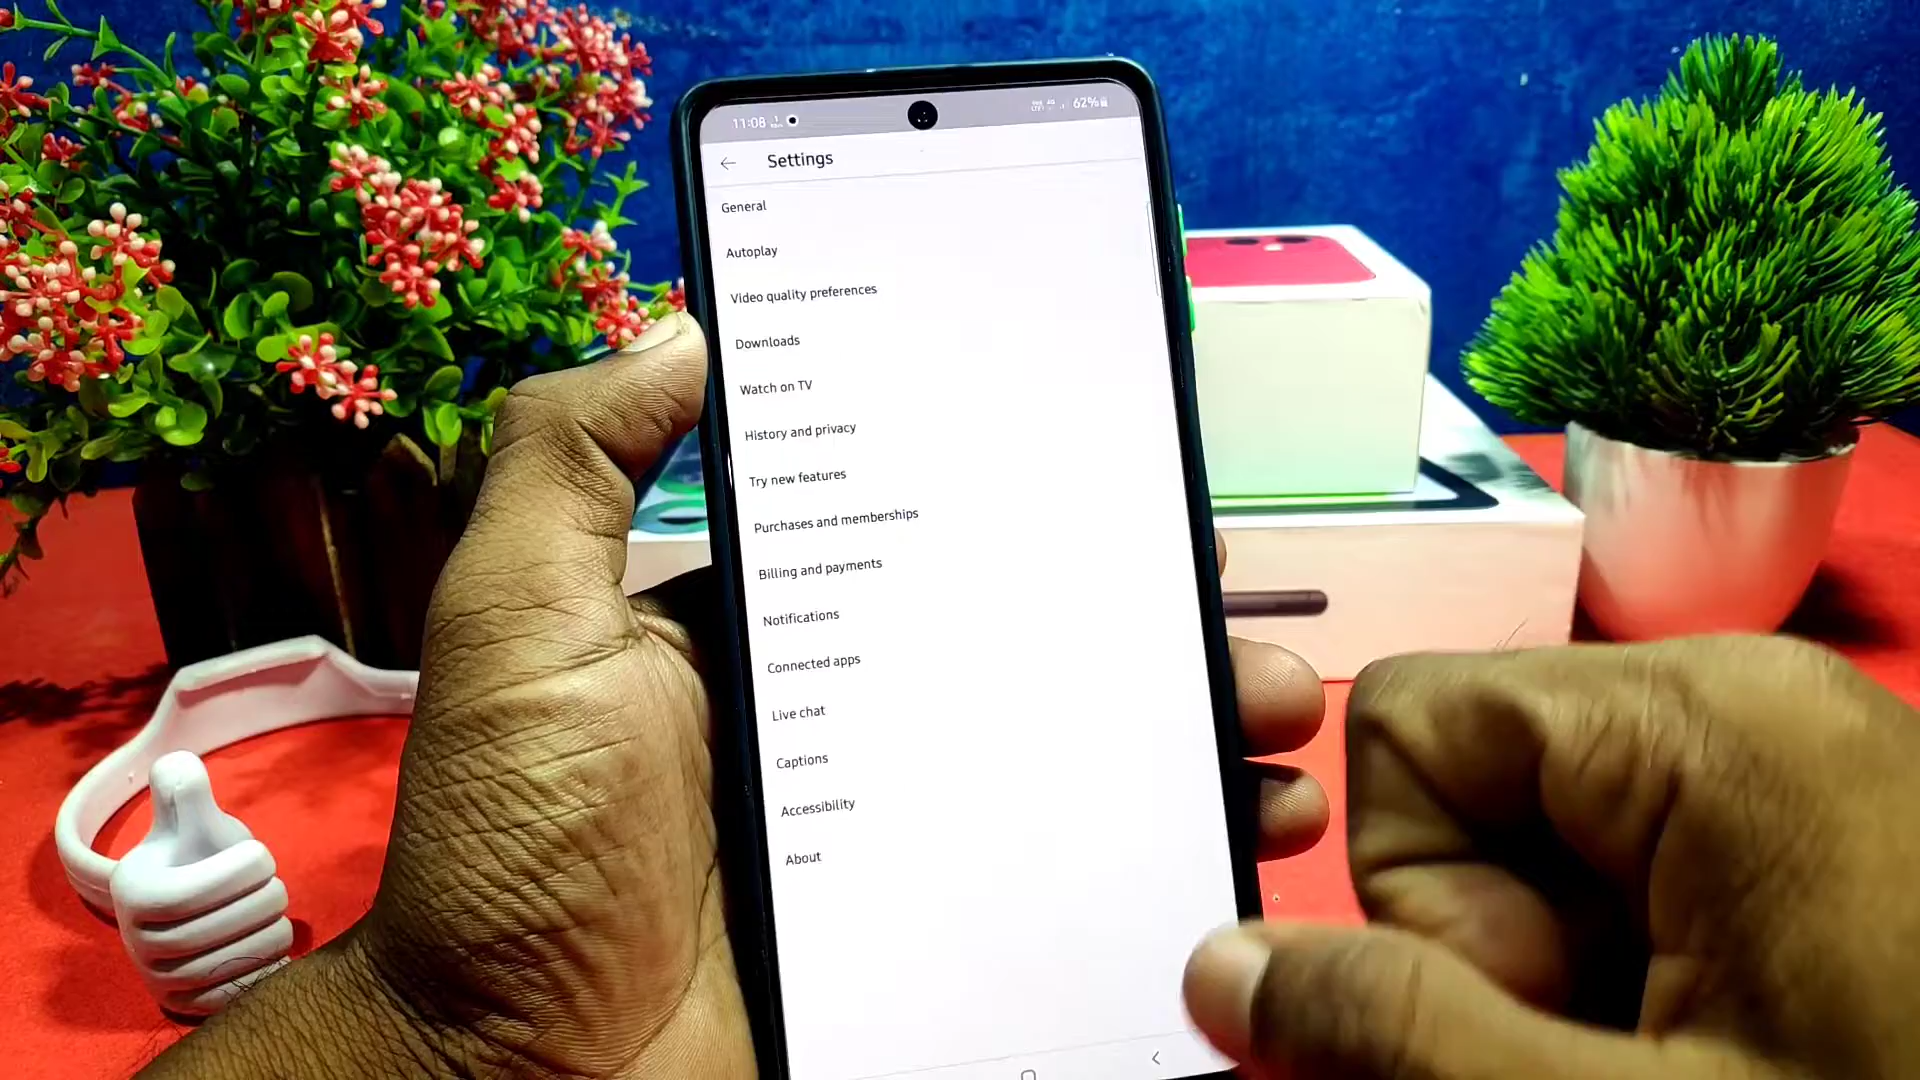 11:08 62%
Settings
General
Autoplay
Video quality preferences
Downloads
Watch on TV
History and privacy
Try new features
Purchases and memberships
Billing and payments
Notifications
Connected apps
Live chat
Captions
Accessibility
About